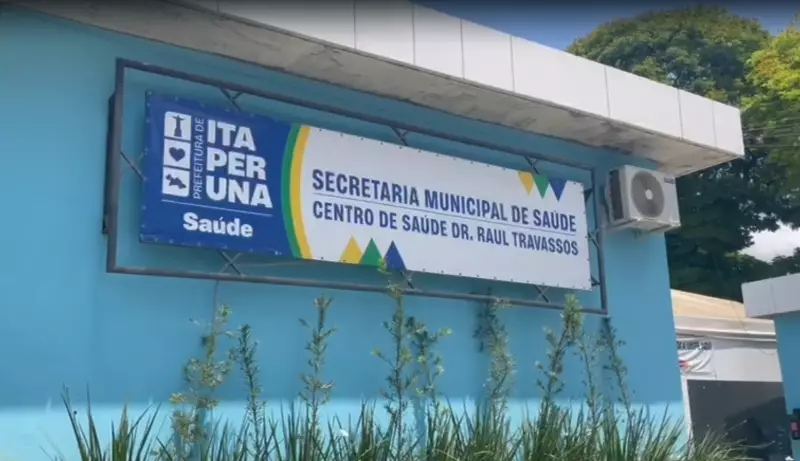 PREFEITURA DE
ITA
PER
UNA
Saúde
SECRETARIA MUNICIPAL DE SAÚDE
CENTRO DE SAÚDE DR. RAUL TRAVASSOS